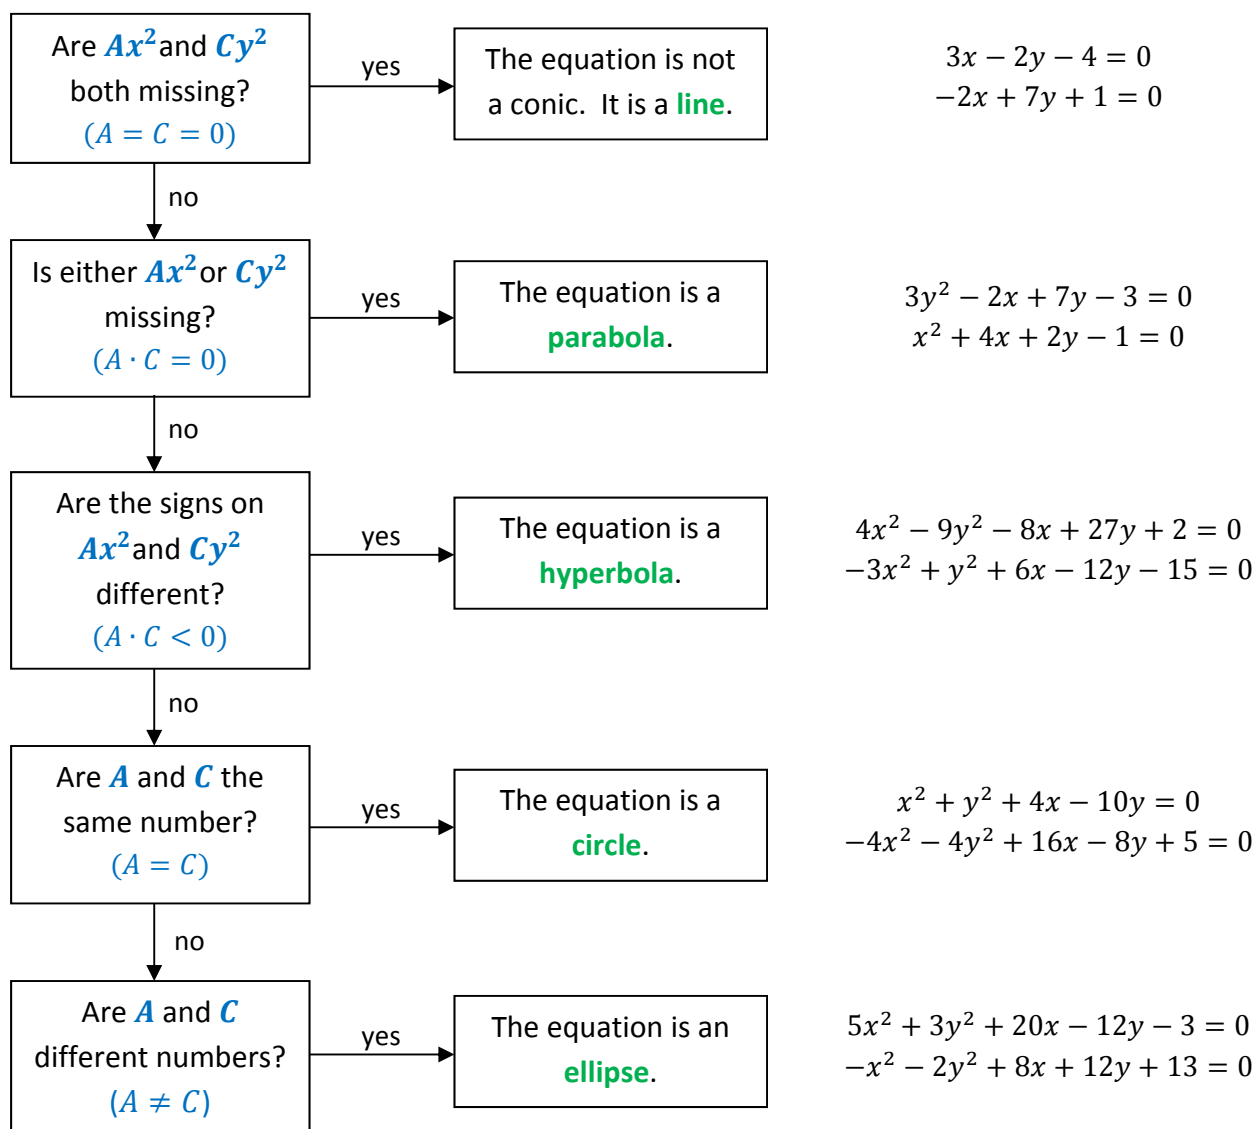 Are Ax² and Cy²
both missing?
(A = C = 0)
yes
The equation is not
a conic. It is a line.
3x − 2y − 4 = 0
−2x + 7y + 1 = 0
no
Is either Ax² or Cy²
missing?
(A · C = 0)
yes
The equation is a
parabola.
3y² − 2x + 7y − 3 = 0
x² + 4x + 2y − 1 = 0
no
Are the signs on
Ax² and Cy²
different?
(A · C < 0)
yes
The equation is a
hyperbola.
4x² − 9y² − 8x + 27y + 2 = 0
−3x² + y² + 6x − 12y − 15 = 0
no
Are A and C the
same number?
(A = C)
yes
The equation is a
circle.
x² + y² + 4x − 10y = 0
−4x² − 4y² + 16x − 8y + 5 = 0
no
Are A and C
different numbers?
(A ≠ C)
yes
The equation is an
ellipse.
5x² + 3y² + 20x − 12y − 3 = 0
−x² − 2y² + 8x + 12y + 13 = 0